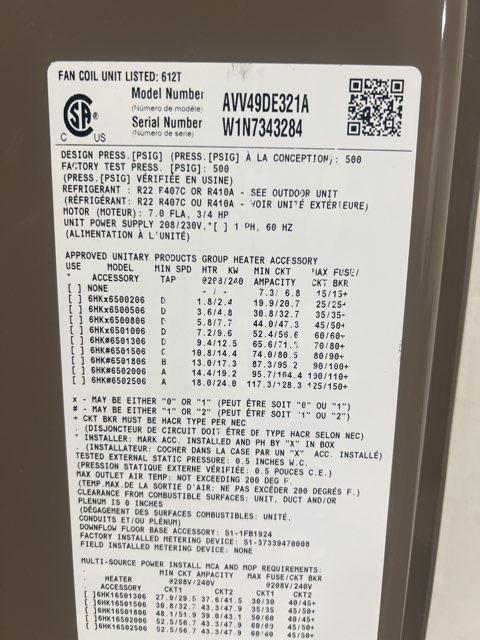 FAN COIL UNIT LISTED: 612T
Model Number AVV49DE321A
(Número de modèle)
Serial Number W1N7343284
(Número de serie)
C US
DESIGN PRESS.[PSIG] (PRESS.[PSIG] À LA CONCEPTION): 500
FACTORY TEST PRESS. [PSIG]: 500
(PRESS.[PSIG] VÉRIFIÉE EN USINE)
REFRIGERANT : R22 R407C OR R410A - SEE OUTDOOR UNIT
(RÉFRIGÉRANT: R22 R407C OU R410A - VOIR UNITÉ EXTÉRIEURE)
MOTOR (MOTEUR): 7.0 FLA, 3/4 HP
UNIT POWER SUPPLY 208/230V.*[ ] 1 PH, 60 HZ
(ALIMENTATION À L'UNITÉ)
APPROVED UNITARY PRODUCTS GROUP HEATER ACCESSORY
USE MODEL MIN SPD HTR KW MIN CKT MAX FUSE/
* ACCESSORY TAP @208/240 AMPACITY CKT BKR
[ ] NONE - / - 7.3/ 6.8 15/15+
[ ] 6HKx6500206 D 1.8/2.4 19.9/20.7 25/25+
[ ] 6HKx6500506 D 3.6/4.8 30.8/32.7 35/35+
[ ] 6HKx6500806 D 5.8/7.7 44.0/47.3 45/50+
[ ] 6HKx6501006 D 7.2/9.6 52.4/56.6 60/60+
[ ] 6HK#6501306 D 9.4/12.5 65.6/71.5 70/80+
[ ] 6HK#6501506 C 10.8/14.4 74.0/80.5 80/90+
[ ] 6HK#6501806 B 13.0/17.3 87.3/95.2 90/100+
[ ] 6HK#6502006 A 14.4/19.2 95.7/104.4 130/110+
[ ] 6HK#6502506 A 18.0/24.0 117.3/128.3 125/150+
x - MAY BE EITHER "0" OR "1" (PEUT ÊTRE SOIT "0" OU "1")
# - MAY BE EITHER "1" OR "2" (PEUT ÊTRE SOIT "1" OU "2")
+ CKT BKR MUST BE HACR TYPE PER NEC
. (DISJONCTEUR DE CIRCUIT DOIT ÊTRE DE TYPE HACR SELON NEC)
* INSTALLER: MARK ACC. INSTALLED AND PH BY "X" IN BOX
. (INSTALLATEUR: COCHER DANS LA CASE PAR UN "X" ACC. INSTALLÉ)
TESTED EXTERNAL STATIC PRESSURE: 0.5 INCHES W.C.
(PRESSION STATIQUE EXTERNE VÉRIFIÉE: 0.5 POUCES C.E.)
MAX OUTLET AIR TEMP: NOT EXCEEDING 200 DEG F.
(TEMP.MAX.DE LA SORTIE D'AIR: NE PAS EXCÉDER 200 DEGRÉS F.)
CLEARANCE FROM COMBUSTIBLE SURFACES: UNIT, DUCT AND/OR
PLENUM IS 0 INCHES
(DÉGAGEMENT DES SURFACES COMBUSTIBLES: UNITÉ,
CONDUITS ET/OU PLÉNUM)
DOWNFLOW FLOOR BASE ACCESSORY: S1-1FB1924
FACTORY INSTALLED METERING DEVICE: S1-37339470008
FIELD INSTALLED METERING DEVICE: NONE
MULTI-SOURCE POWER INSTALL MCA AND MOP REQUIREMENTS:
MIN CKT AMPACITY MAX FUSE/CKT BKR
HEATER @208V/240V @208V/240V
ACCESSORY CKT1 CKT2 CKT1 CKT2
[ ]6HK16501306 27.9/29.5 37.6/41.5 30/30 40/45+
[ ]6HK16501506 30.8/32.7 43.3/47.9 35/35 45/50+
[ ]6HK16501806 48.1/51.9 39.0/43.1 50/60 40/45+
[ ]6HK16502006 52.5/56.7 43.3/47.9 60/60 45/50+
[ ]6HK16502506 52.5/56.7 43.3/47.9 60/60 45/50+